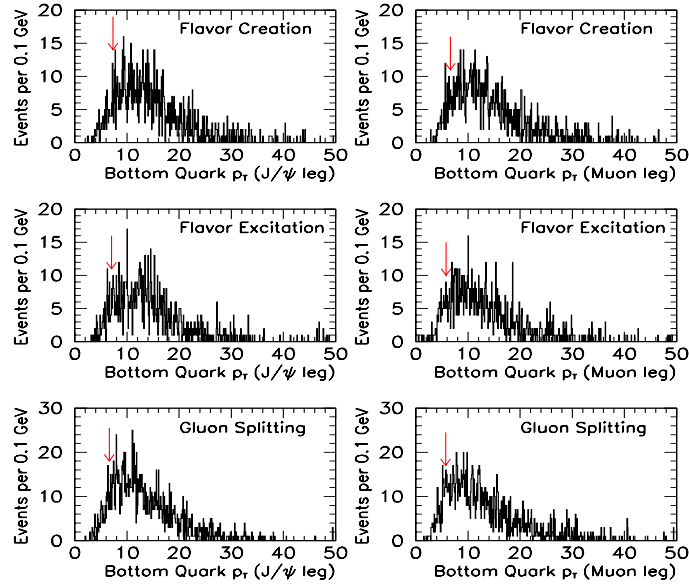 Events per 0.1 GeV
20
15
10
5
0
Flavor Creation
0 10 20 30 40 50
Bottom Quark pT (J/ψ leg)
Events per 0.1 GeV
20
15
10
5
0
Flavor Creation
0 10 20 30 40 50
Bottom Quark pT (Muon leg)
Events per 0.1 GeV
20
15
10
5
0
Flavor Excitation
0 10 20 30 40 50
Bottom Quark pT (J/ψ leg)
Events per 0.1 GeV
20
15
10
5
0
Flavor Excitation
0 10 20 30 40 50
Bottom Quark pT (Muon leg)
Events per 0.1 GeV
30
20
10
0
Gluon Splitting
0 10 20 30 40 50
Bottom Quark pT (J/ψ leg)
Events per 0.1 GeV
30
20
10
0
Gluon Splitting
0 10 20 30 40 50
Bottom Quark pT (Muon leg)